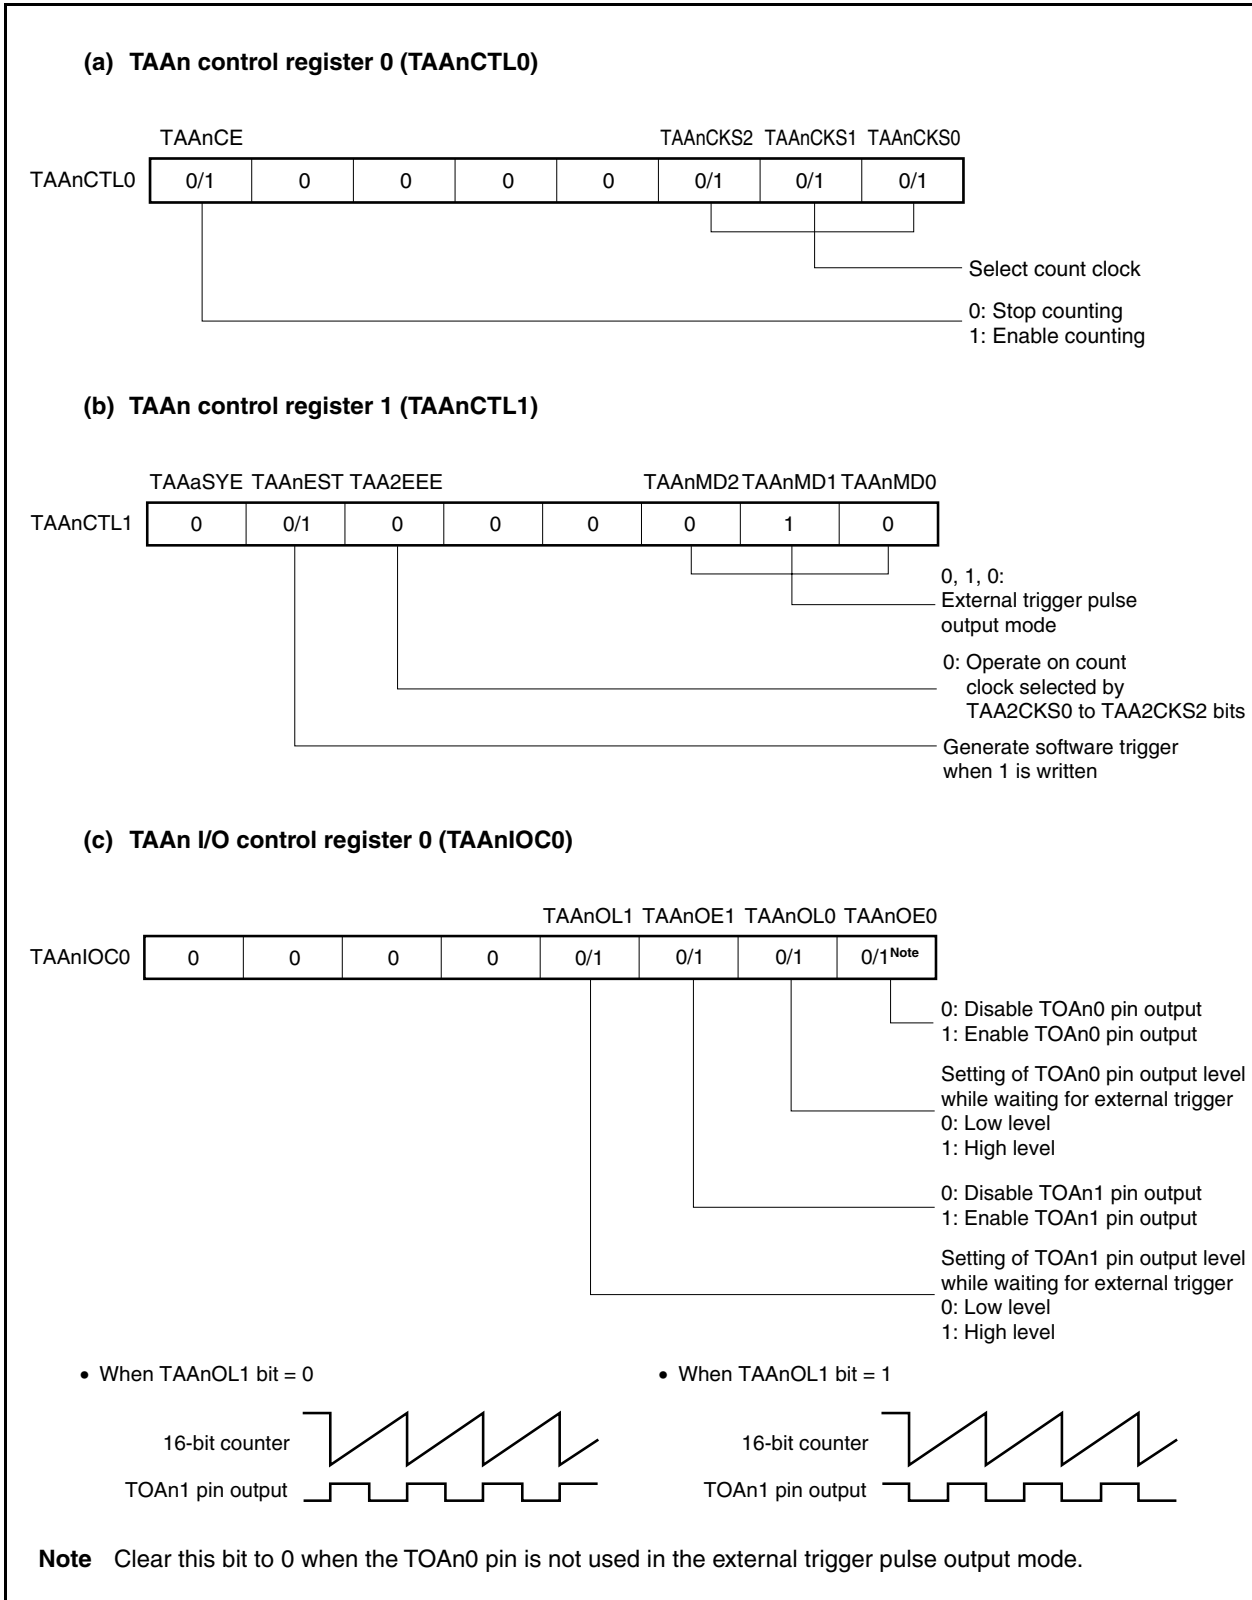 (a) TAAn control register 0 (TAAnCTL0)
TAAnCE TAAnCKS2 TAAnCKS1 TAAnCKS0
TAAnCTL0 0/1 0 0 0 0 0/1 0/1 0/1
Select count clock
0: Stop counting
1: Enable counting
(b) TAAn control register 1 (TAAnCTL1)
TAAaSYE TAAnEST TAA2EEE TAAnMD2 TAAnMD1 TAAnMD0
TAAnCTL1 0 0/1 0 0 0 0 1 0
0, 1, 0:
External trigger pulse
output mode
0: Operate on count
clock selected by
TAA2CKS0 to TAA2CKS2 bits
Generate software trigger
when 1 is written
(c) TAAn I/O control register 0 (TAAnIOC0)
TAAnOL1 TAAnOE1 TAAnOL0 TAAnOE0
TAAnIOC0 0 0 0 0 0/1 0/1 0/1 0/1Note
0: Disable TOAn0 pin output
1: Enable TOAn0 pin output
Setting of TOAn0 pin output level
while waiting for external trigger
0: Low level
1: High level
0: Disable TOAn1 pin output
1: Enable TOAn1 pin output
Setting of TOAn1 pin output level
while waiting for external trigger
0: Low level
1: High level
• When TAAnOL1 bit = 0
16-bit counter
TOAn1 pin output
• When TAAnOL1 bit = 1
16-bit counter
TOAn1 pin output
Note Clear this bit to 0 when the TOAn0 pin is not used in the external trigger pulse output mode.